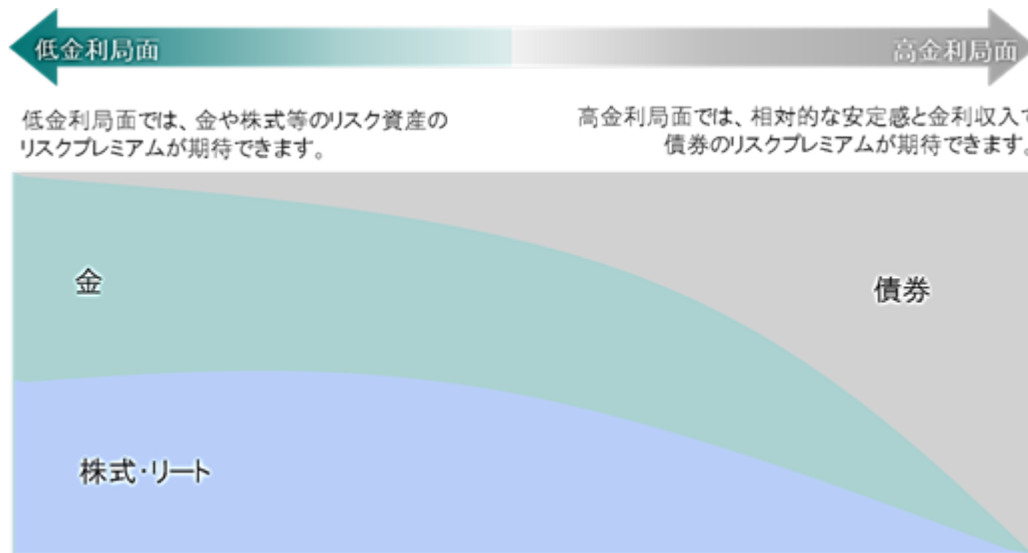 低金利局面
高金利局面
低金利局面では、金や株式等のリスク資産の
リスクプレミアムが期待できます。
高金利局面では、相対的な安定感と金利収入で
債券のリスクプレミアムが期待できます。
金
債券
株式・リート